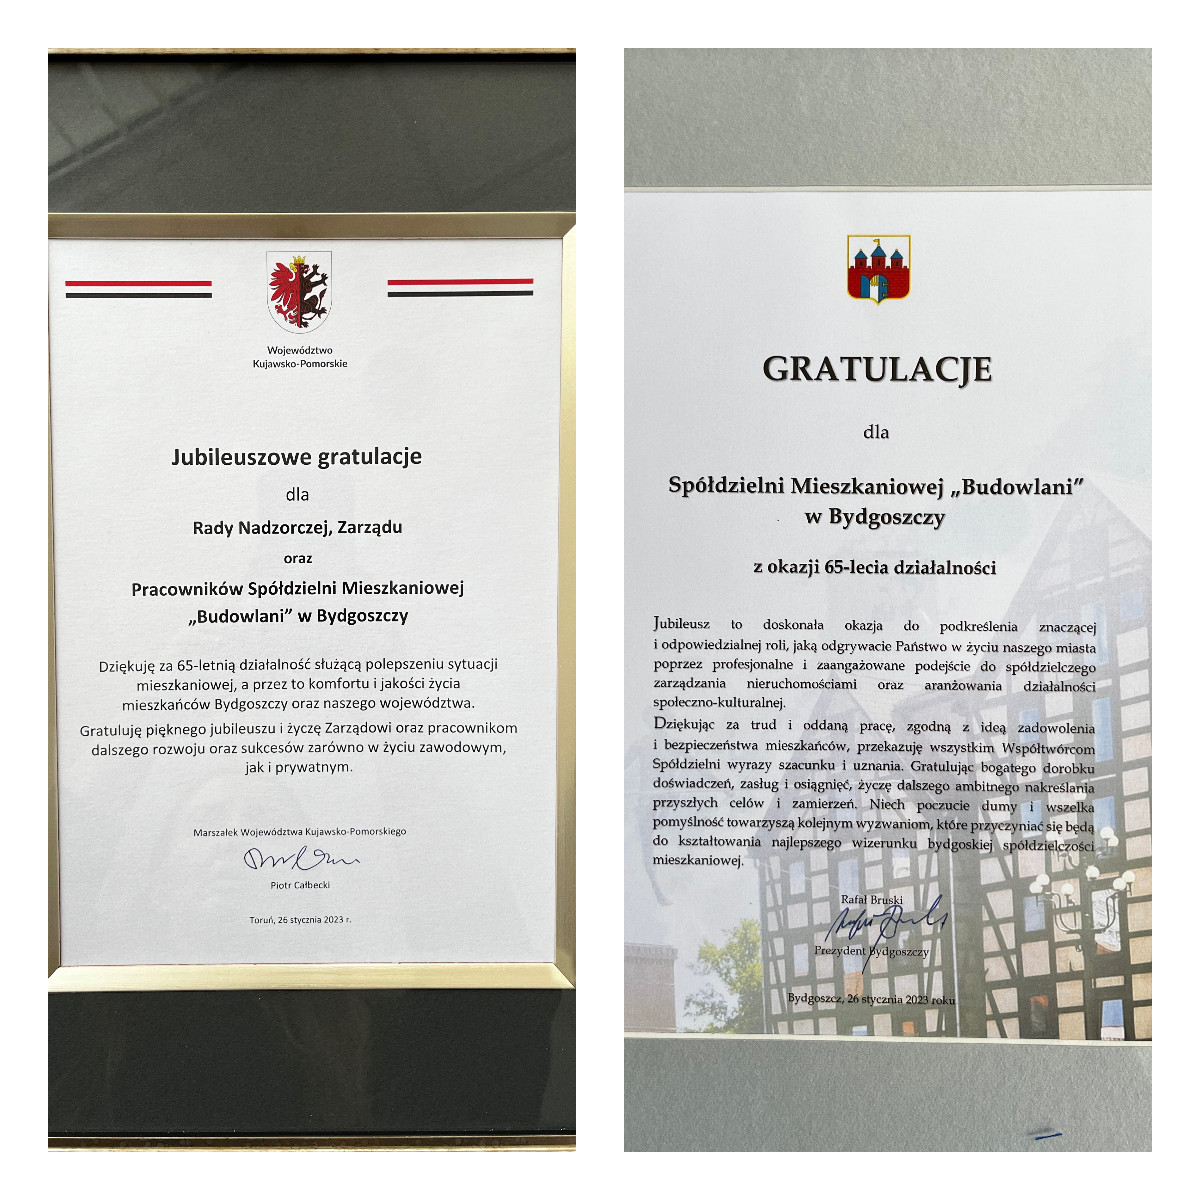 Województwo
Kujawsko-Pomorskie
Jubileuszowe gratulacje
dla
Rady Nadzorczej, Zarządu
oraz
Pracowników Spółdzielni Mieszkaniowej
„Budowlani” w Bydgoszczy
Dziękuję za 65-letnią działalność służącą polepszeniu sytuacji
mieszkaniowej, a przez to komfortu i jakości życia
mieszkańców Bydgoszczy oraz naszego województwa.
Gratuluję pięknego jubileuszu i życzę Zarządowi oraz pracownikom
dalszego rozwoju oraz sukcesów zarówno w życiu zawodowym,
jak i prywatnym.
Marszałek Województwa Kujawsko-Pomorskiego
Piotr Całbecki
Toruń, 26 stycznia 2023 r.
GRATULACJE
dla
Spółdzielni Mieszkaniowej „Budowlani”
w Bydgoszczy
z okazji 65-lecia działalności
Jubileusz to doskonała okazja do podkreślenia znaczącej
i odpowiedzialnej roli, jaką odgrywacie Państwo w życiu naszego miasta
poprzez profesjonalne i zaangażowane podejście do spółdzielczego
zarządzania nieruchomościami oraz aranżowania działalności
społeczno-kulturalnej.
Dziękując za trud i oddaną pracę, zgodną z ideą zadowolenia
i bezpieczeństwa mieszkańców, przekazuję wszystkim Współtwórcom
Spółdzielni wyrazy szacunku i uznania. Gratulując bogatego dorobku
doświadczeń, zasług i osiągnięć, życzę dalszego ambitnego nakreślania
przyszłych celów i zamierzeń. Niech poczucie dumy i wszelka
pomyślność towarzyszą kolejnym wyzwaniom, które przyczyniać się będą
do kształtowania najlepszego wizerunku bydgoskiej spółdzielczości
mieszkaniowej.
Rafał Bruski
Prezydent Bydgoszczy
Bydgoszcz, 26 stycznia 2023 roku